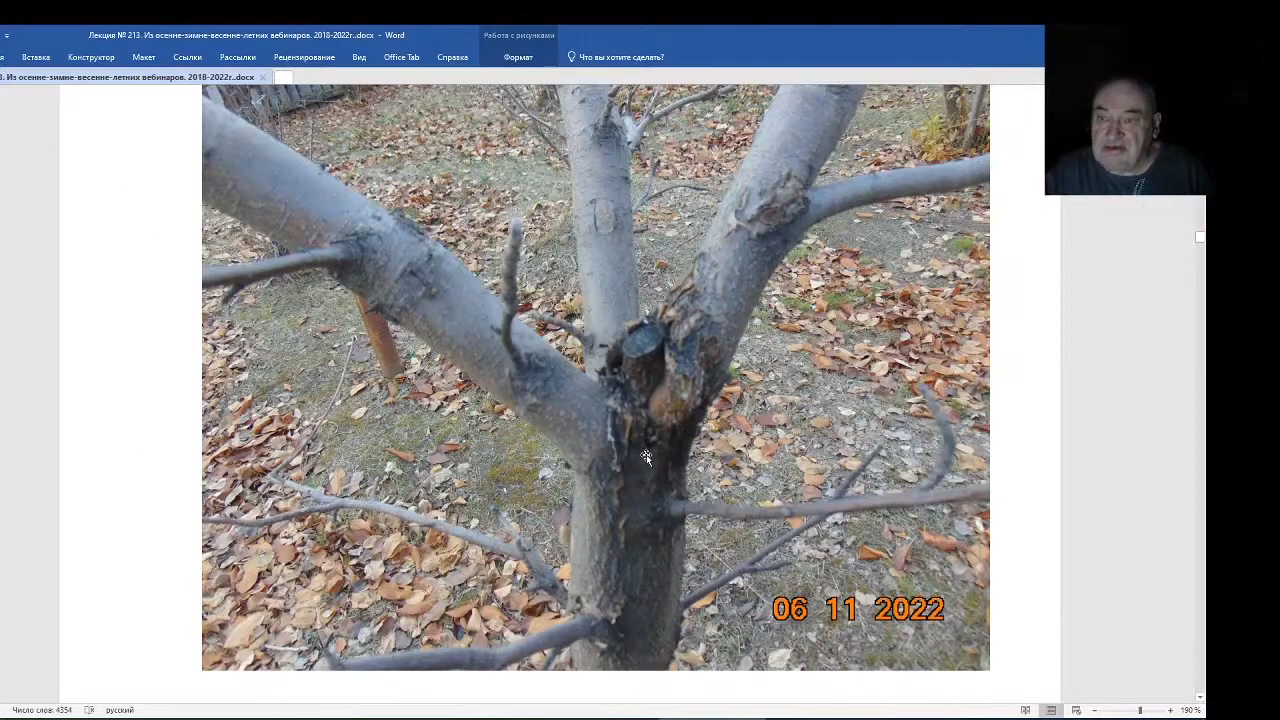 Лекция № 213. Из осенне-зимне-весенне-летних вебинаров. 2018-2022г..docx - Word
Работа с рисунками
я Вставка Конструктор Макет Ссылки Рассылки Рецензирование Вид Office Tab Справка Формат Что вы хотите сделать?
3. Из осенне-зимне-весенне-летних вебинаров. 2018-2022г..docx
06 11 2022
Число слов: 4354 русский
190 %